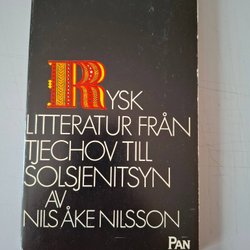 RYSK
LITTERATUR FRÅN
TJECHOV TILL
SOLSJENITSYN
AV
NILS ÅKE NILSSON
PAN